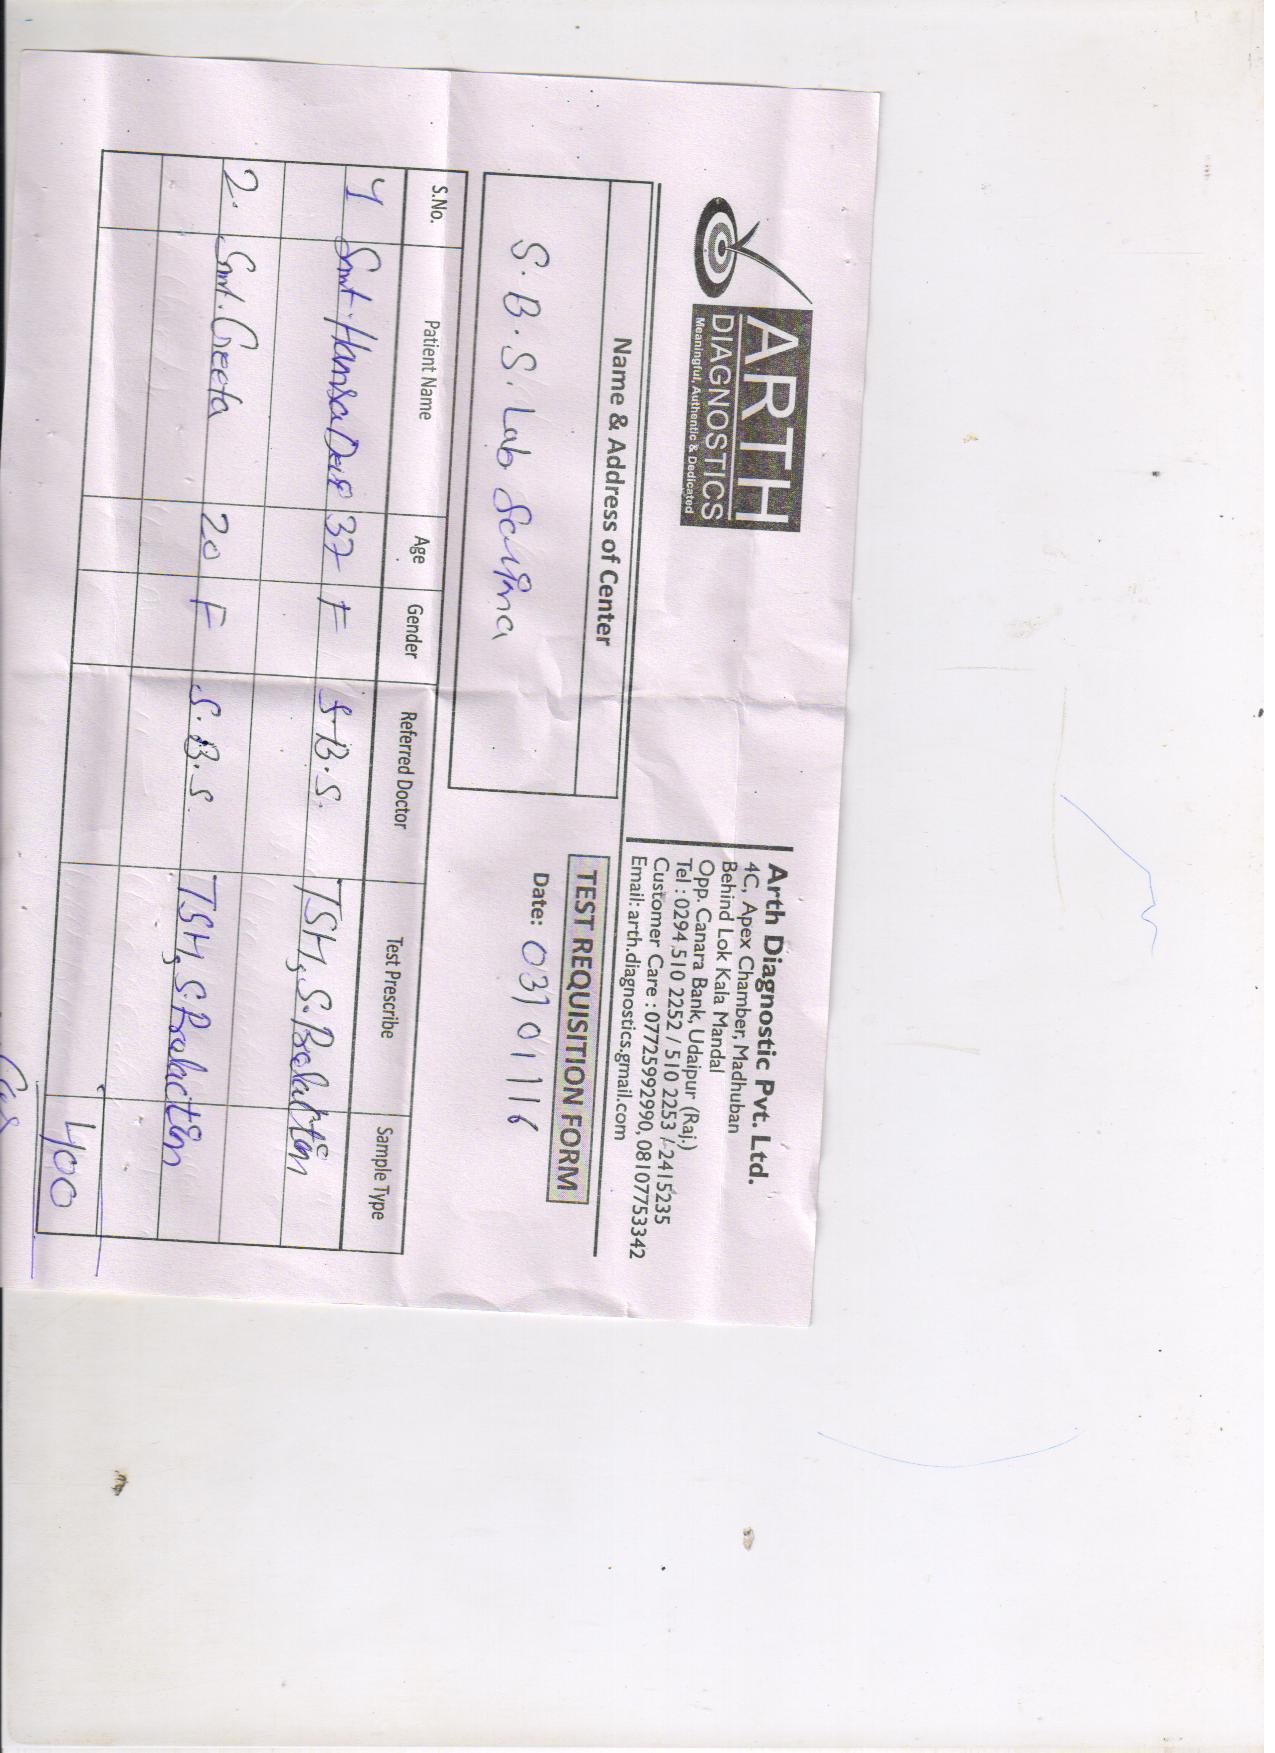 ARTH
DIAGNOSTICS
Meaningful, Authentic & Dedicated
Arth Diagnostic Pvt. Ltd.
4C, Apex Chamber, Madhuban
Behind Lok Kala Mandal
Opp. Canara Bank, Udaipur (Raj.)
Tel : 0294 510 2252 / 510 2253 / 2415235
Customer Care : 07725992990, 08107753342
Email: arth.diagnostics.gmail.com
Name & Address of Center
S. B. S. Lab
TEST REQUISITION FORM
Date: 03/01/16
S.No. Patient Name Age Gender Referred Doctor Test Prescribe Sample Type
1 Smt. Hansa Devi 37 F S.B.S. TSH, S. Prolactin
2. Smt. Geeta 20 F S.B.S. TSH, S. Prolactin
400